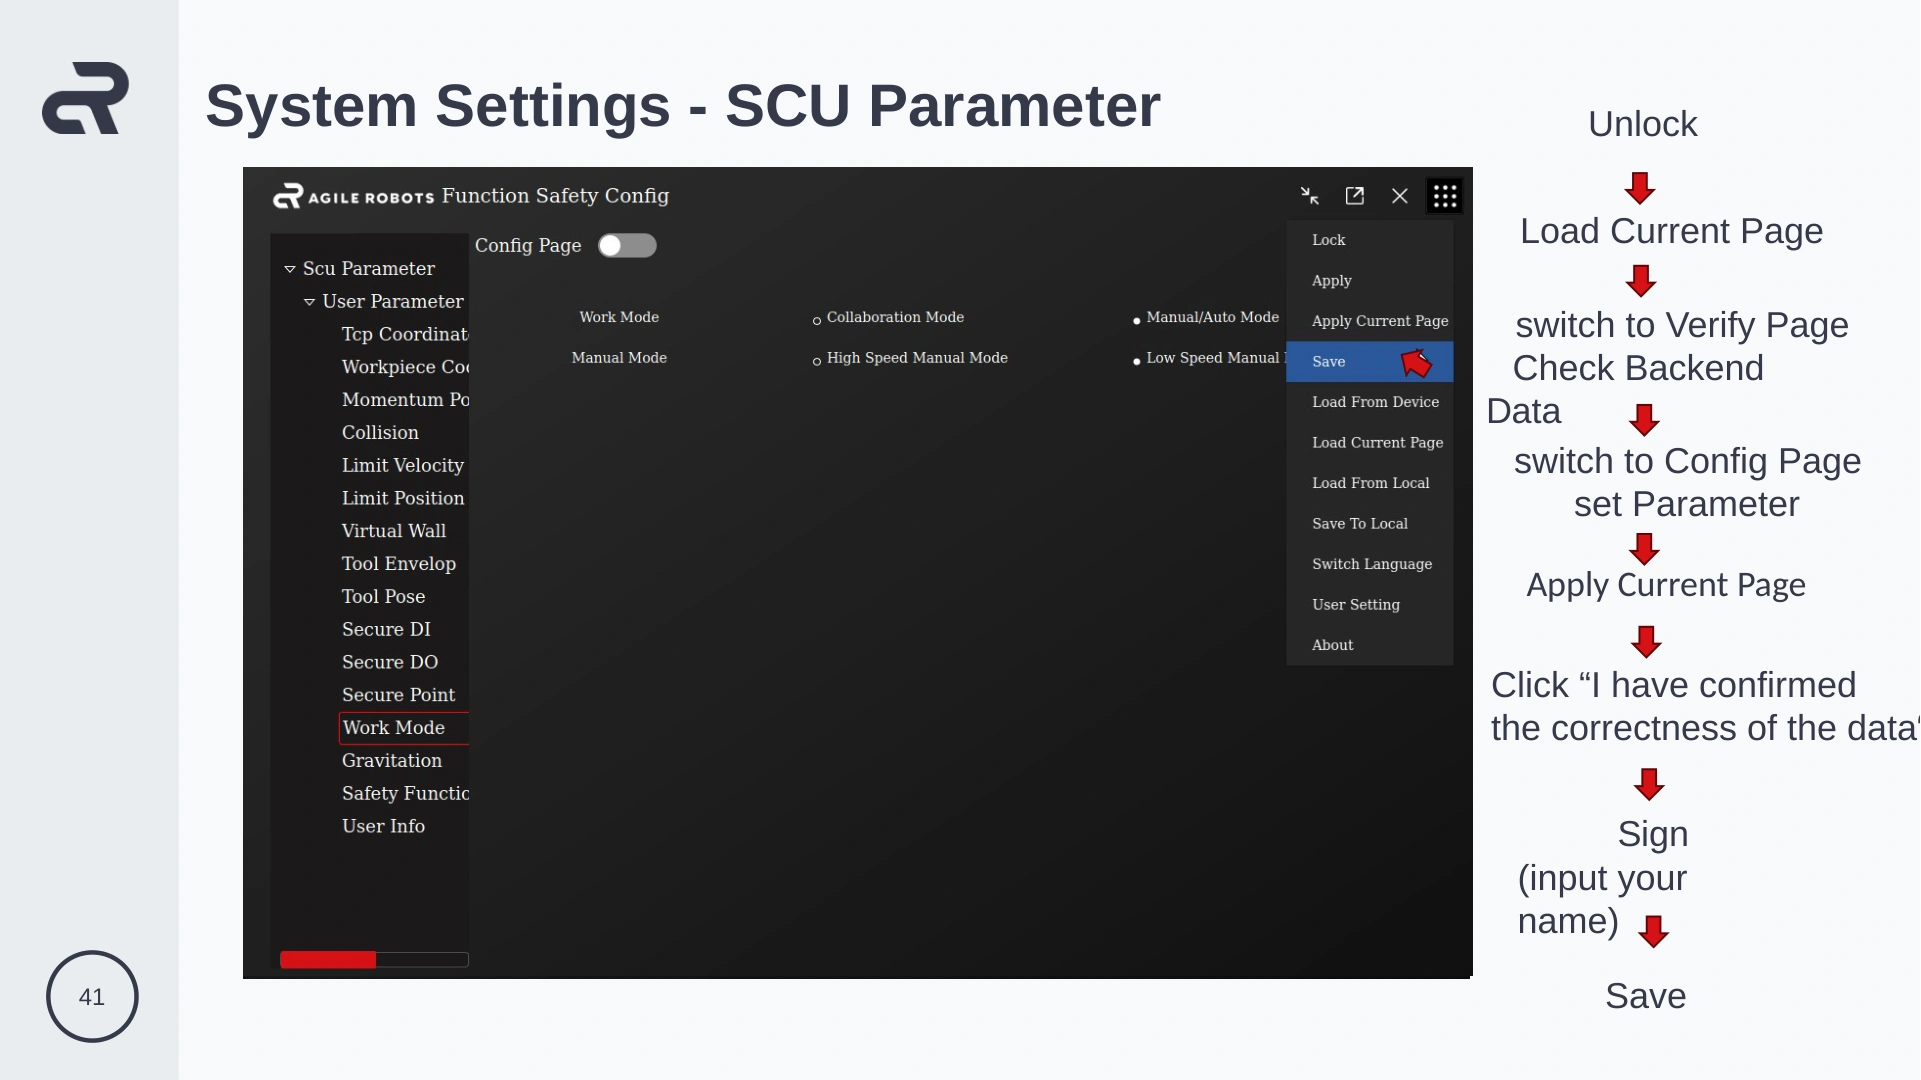 System Settings - SCU Parameter
AGILE ROBOTS Function Safety Config
Config Page
Scu Parameter
User Parameter
Tcp Coordinat
Workpiece Coo
Momentum Po
Collision
Limit Velocity
Limit Position
Virtual Wall
Tool Envelop
Tool Pose
Secure DI
Secure DO
Secure Point
Work Mode
Gravitation
Safety Functio
User Info
Work Mode
Collaboration Mode
Manual/Auto Mode
Manual Mode
High Speed Manual Mode
Low Speed Manual
Lock
Apply
Apply Current Page
Save
Load From Device
Load Current Page
Load From Local
Save To Local
Switch Language
User Setting
About
Unlock
Load Current Page
switch to Verify Page
Check Backend
Data
switch to Config Page
set Parameter
Apply Current Page
Click “I have confirmed
the correctness of the data“
Sign
(input your
name)
Save
41